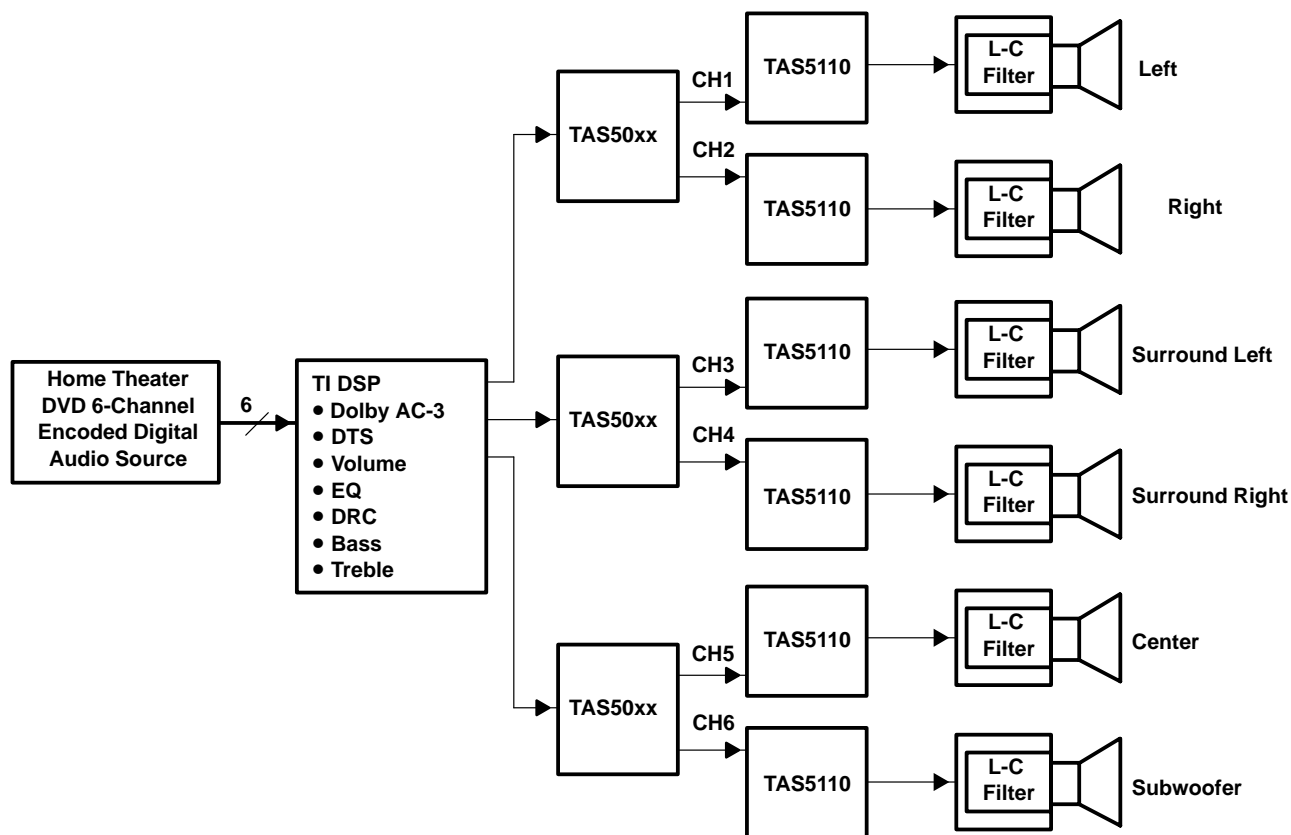 Home Theater
DVD 6-Channel
Encoded Digital
Audio Source
6
TI DSP
● Dolby AC-3
● DTS
● Volume
● EQ
● DRC
● Bass
● Treble
TAS50xx
CH1
TAS5110
L-C
Filter
Left
CH2
TAS5110
L-C
Filter
Right
TAS50xx
CH3
TAS5110
L-C
Filter
Surround Left
CH4
TAS5110
L-C
Filter
Surround Right
TAS50xx
CH5
TAS5110
L-C
Filter
Center
CH6
TAS5110
L-C
Filter
Subwoofer